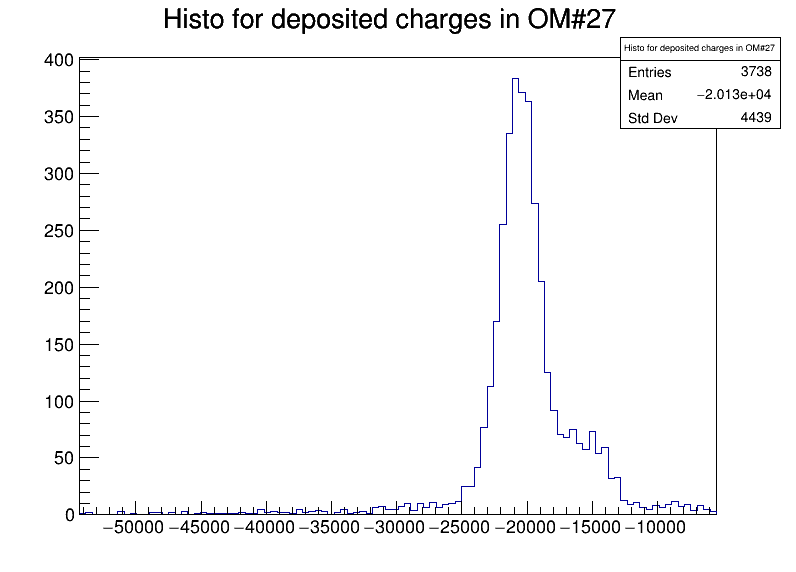 Histo for deposited charges in OM#27
Histo for deposited charges in OM#27
Entries 3738
Mean −2.013e+04
Std Dev 4439
400
350
300
250
200
150
100
50
0
−50000 −45000 −40000 −35000 −30000 −25000 −20000 −15000 −10000